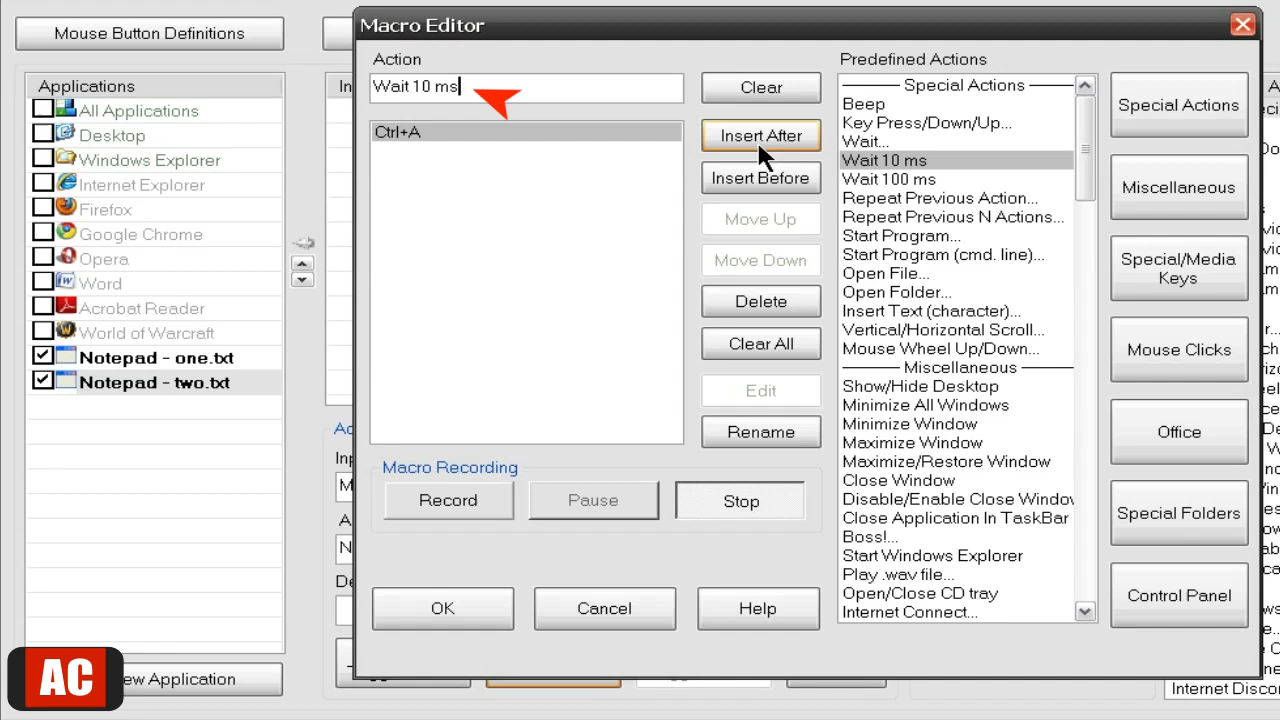 Mouse Button Definitions
Applications
All Applications
Desktop
Windows Explorer
Internet Explorer
Firefox
Google Chrome
Opera
Word
Acrobat Reader
World of Warcraft
Notepad - one.txt
Notepad - two.txt
AC
Application
Macro Editor
Action
Wait 10 ms
Ctrl+A
Clear
Insert After
Insert Before
Move Up
Move Down
Delete
Clear All
Edit
Rename
Macro Recording
Record
Pause
Stop
OK
Cancel
Help
Predefined Actions
Special Actions
Beep
Key Press/Down/Up...
Wait...
Wait 10 ms
Wait 100 ms
Repeat Previous Action...
Repeat Previous N Actions...
Start Program...
Start Program (cmd. line)...
Open File...
Open Folder...
Insert Text (character)...
Vertical/Horizontal Scroll...
Mouse Wheel Up/Down...
Miscellaneous
Show/Hide Desktop
Minimize All Windows
Minimize Window
Maximize Window
Maximize/Restore Window
Close Window
Disable/Enable Close Window
Close Application In TaskBar
Boss!...
Start Windows Explorer
Play .wav file...
Open/Close CD tray
Internet Connect...
Special Actions
Miscellaneous
Special/Media
Keys
Mouse Clicks
Office
Special Folders
Control Panel
Internet